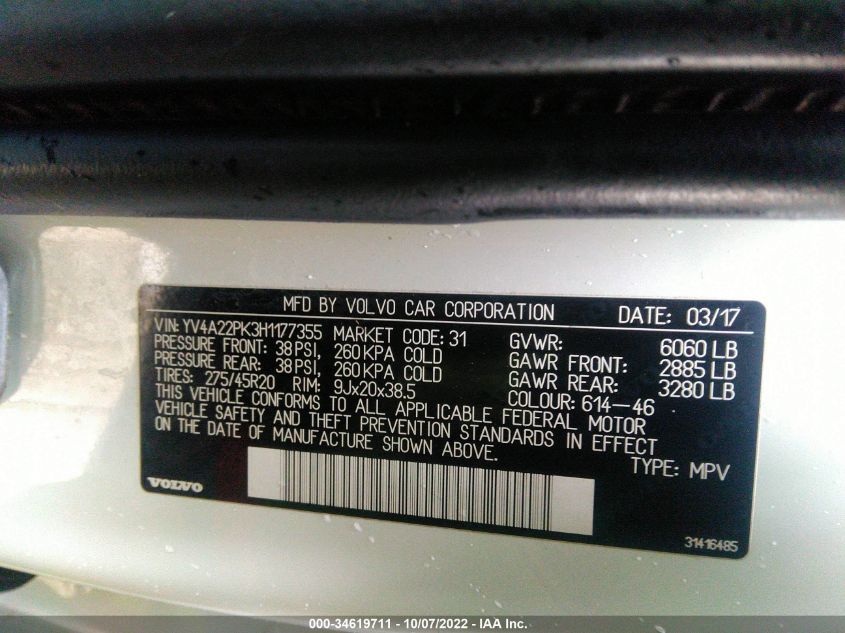 MFD BY VOLVO CAR CORPORATION DATE: 03/17
VIN: YV4A22PK3H1177355 MARKET CODE: 31
PRESSURE FRONT: 38 PSI, 260 KPA COLD
PRESSURE REAR: 38 PSI, 260 KPA COLD
TIRES: 275/45R20 RIM: 9Jx20x38.5
GVWR: 6060 LB
GAWR FRONT: 2885 LB
GAWR REAR: 3280 LB
COLOUR: 614-46
THIS VEHICLE CONFORMS TO ALL APPLICABLE FEDERAL MOTOR
VEHICLE SAFETY AND THEFT PREVENTION STANDARDS IN EFFECT
ON THE DATE OF MANUFACTURE SHOWN ABOVE.
TYPE: MPV
VOLVO
31416485
000-34619711 - 10/07/2022 - IAA Inc.